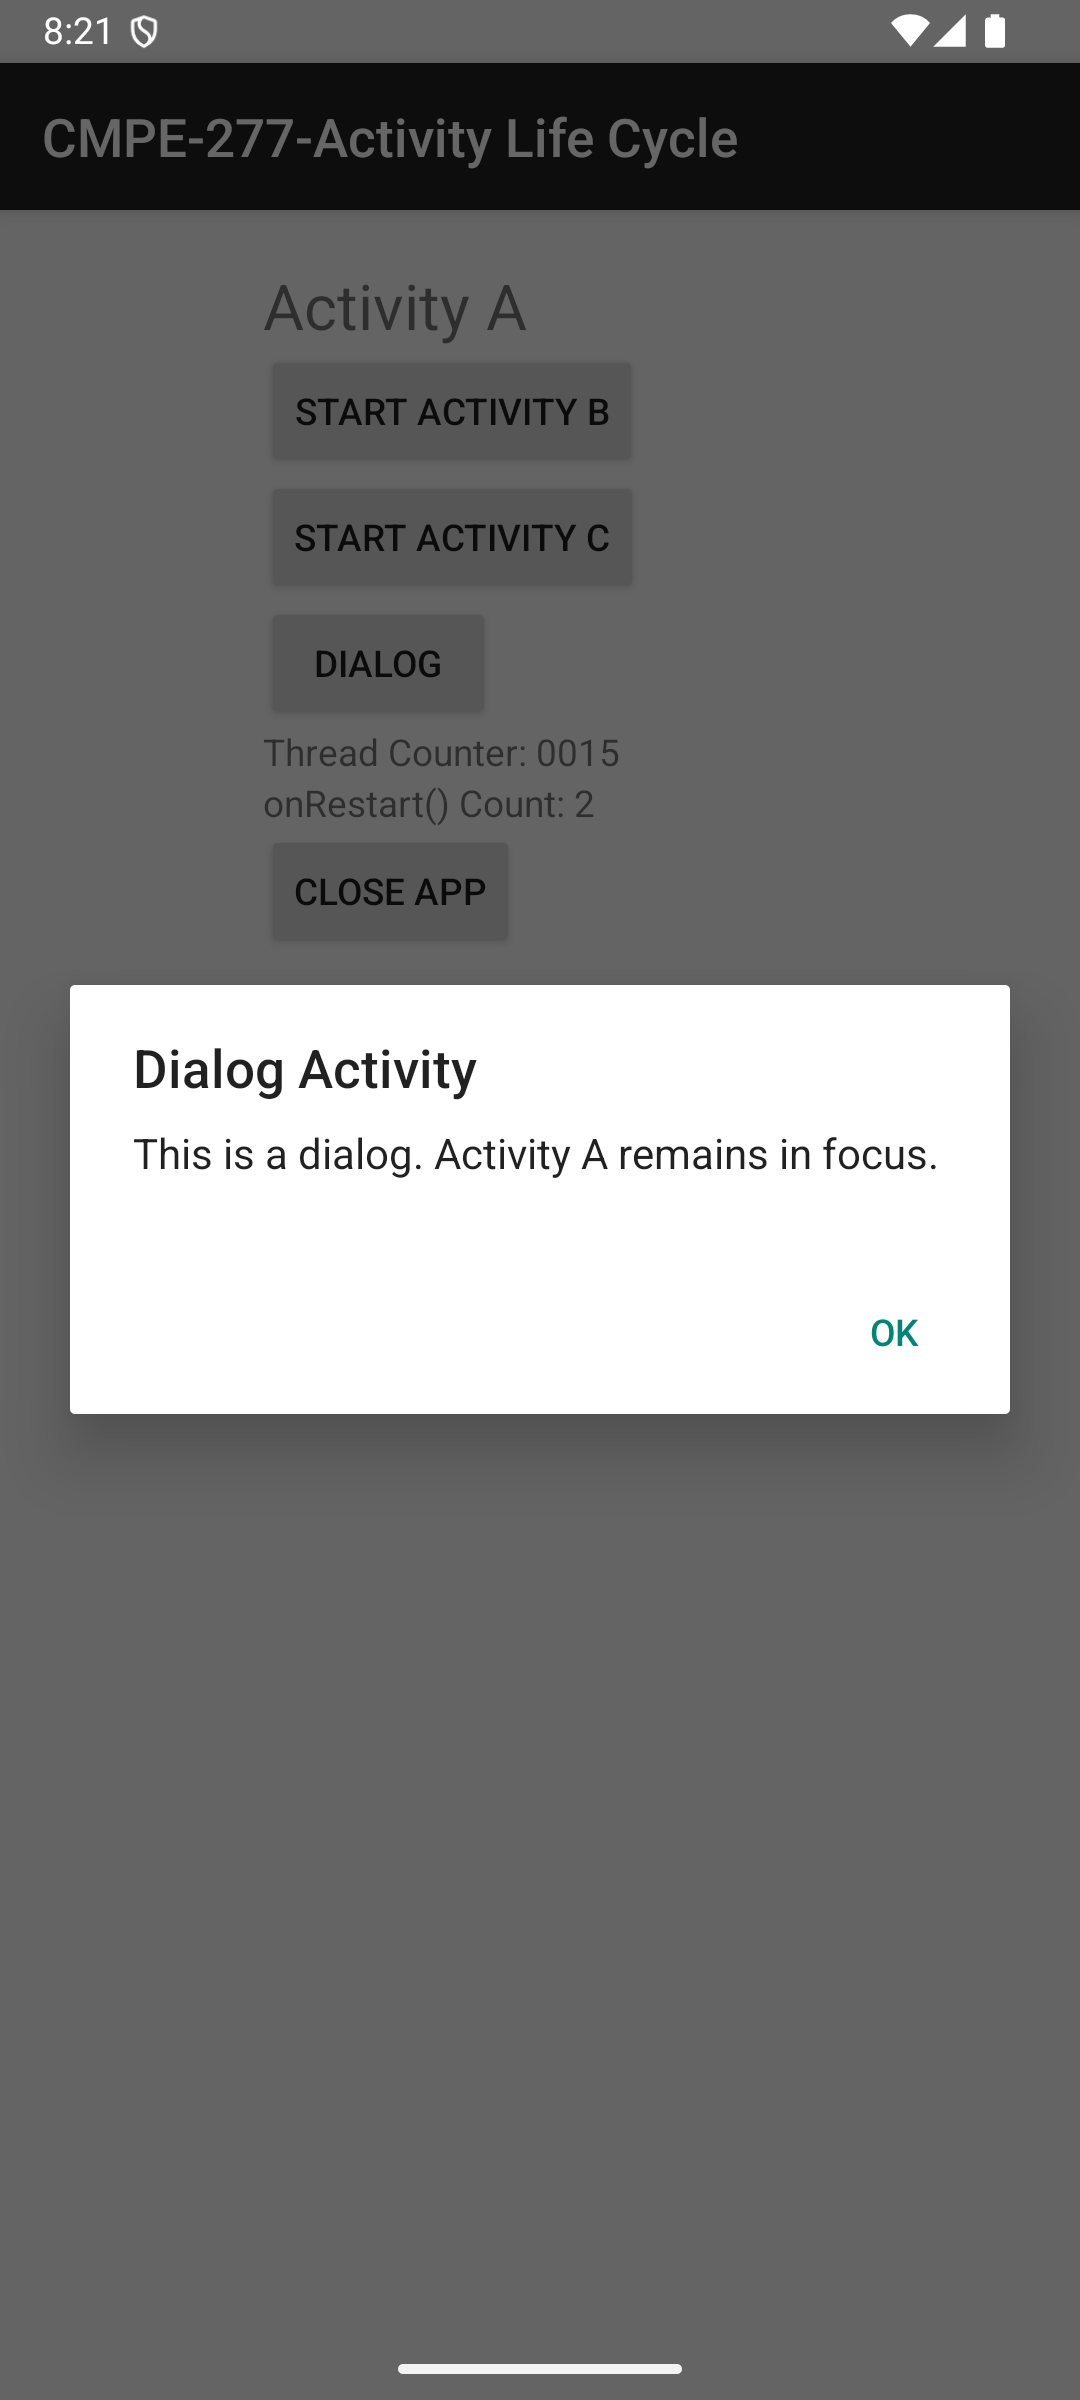 8:21
CMPE-277-Activity Life Cycle
Activity A
START ACTIVITY B
START ACTIVITY C
DIALOG
Thread Counter: 0015
onRestart() Count: 2
CLOSE APP
Dialog Activity
This is a dialog. Activity A remains in focus.
OK